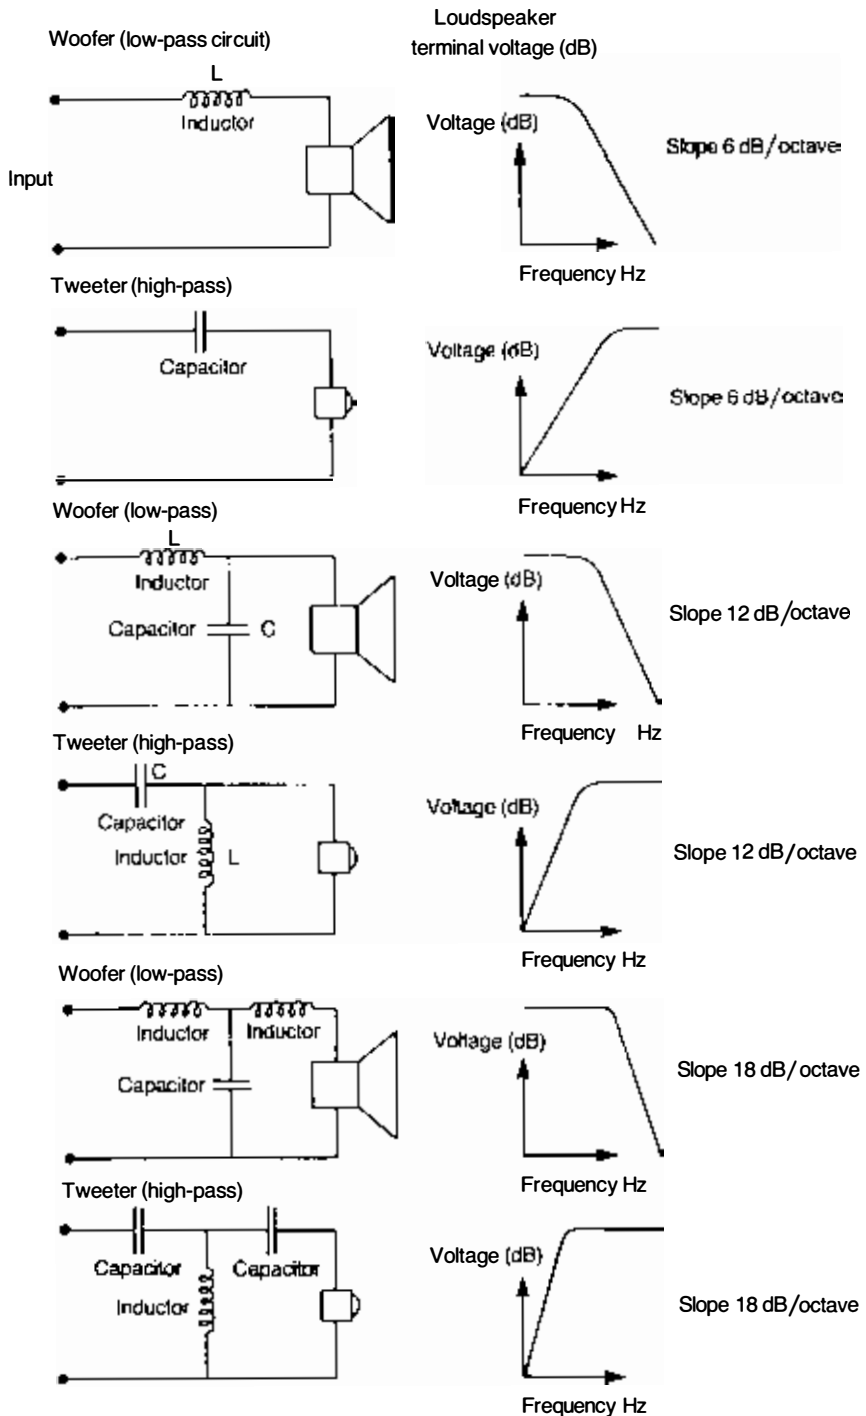 Loudspeaker
terminal voltage (dB)
Woofer (low-pass circuit)
L
Inductor
Input
Voltage (dB)
Slope 6 dB/octave
Frequency Hz
Tweeter (high-pass)
Capacitor
Voltage (dB)
Slope 6 dB/octave
Frequency Hz
Woofer (low-pass)
L
Inductor
Capacitor C
Voltage (dB)
Slope 12 dB/octave
Frequency Hz
Tweeter (high-pass)
C
Capacitor
Inductor L
Voltage (dB)
Slope 12 dB/octave
Frequency Hz
Woofer (low-pass)
Inductor Inductor
Capacitor
Voltage (dB)
Slope 18 dB/octave
Frequency Hz
Tweeter (high-pass)
Capacitor Capacitor
Inductor
Voltage (dB)
Slope 18 dB/octave
Frequency Hz